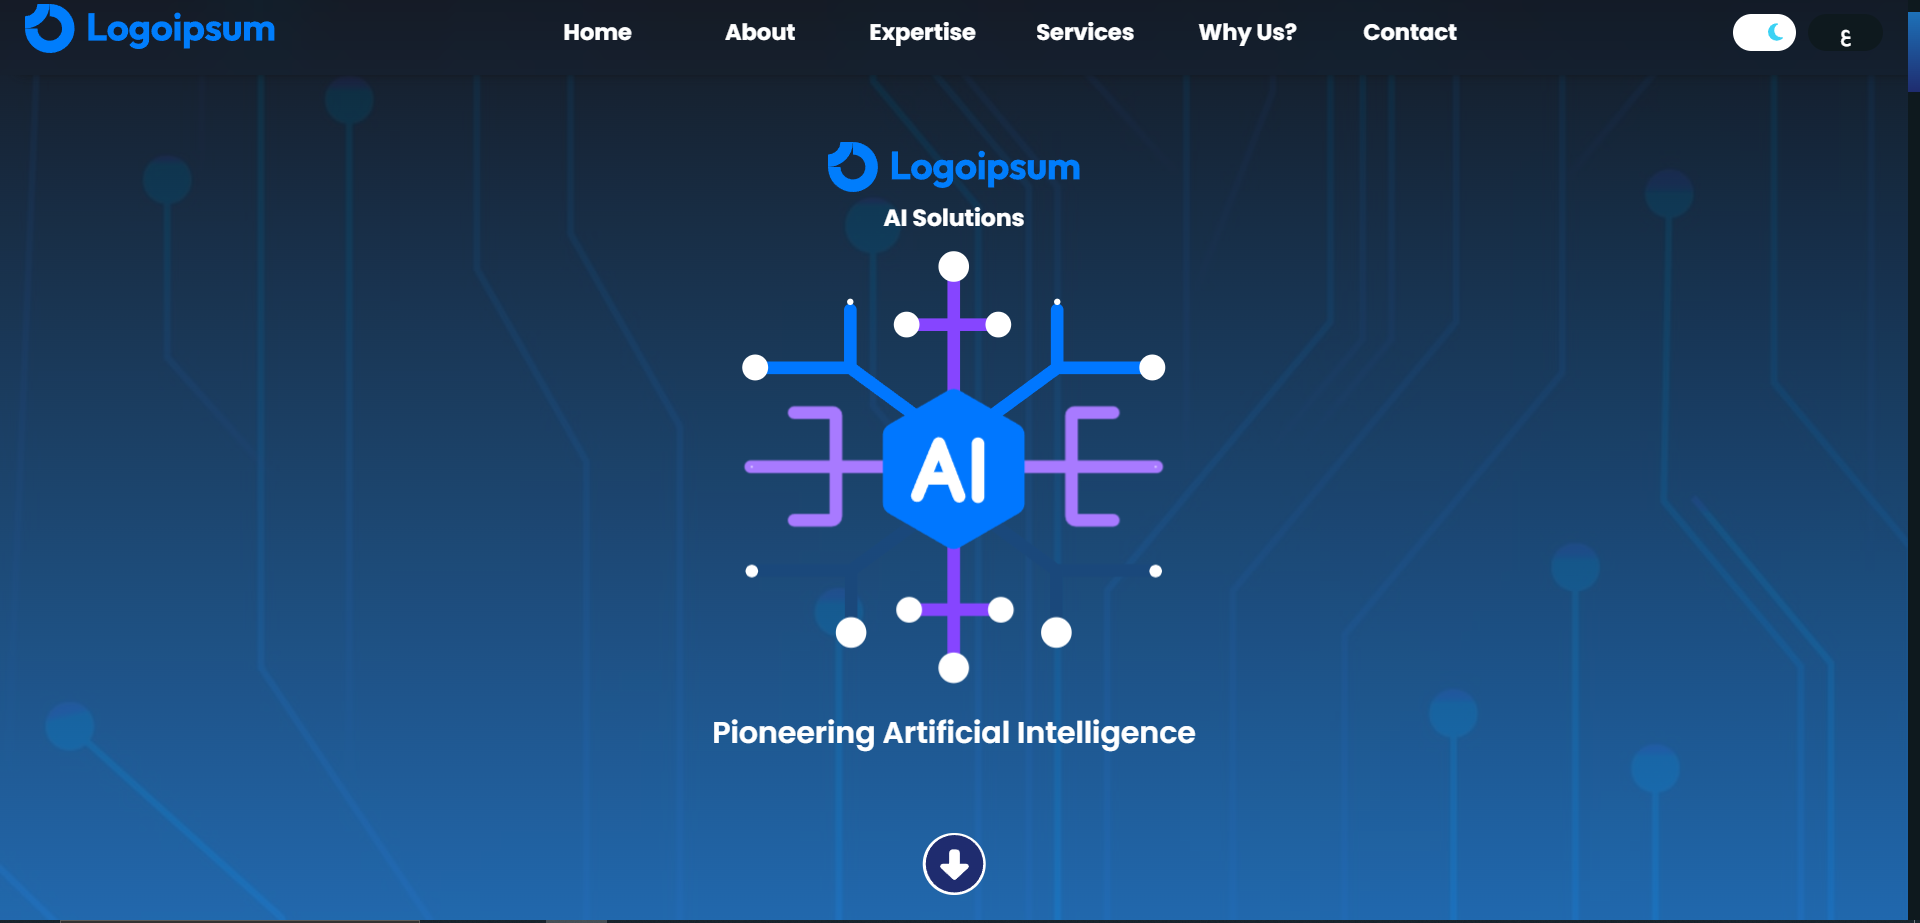 Logoipsum
Home About Expertise Services Why Us? Contact
ع
Logoipsum
AI Solutions
AI
Pioneering Artificial Intelligence